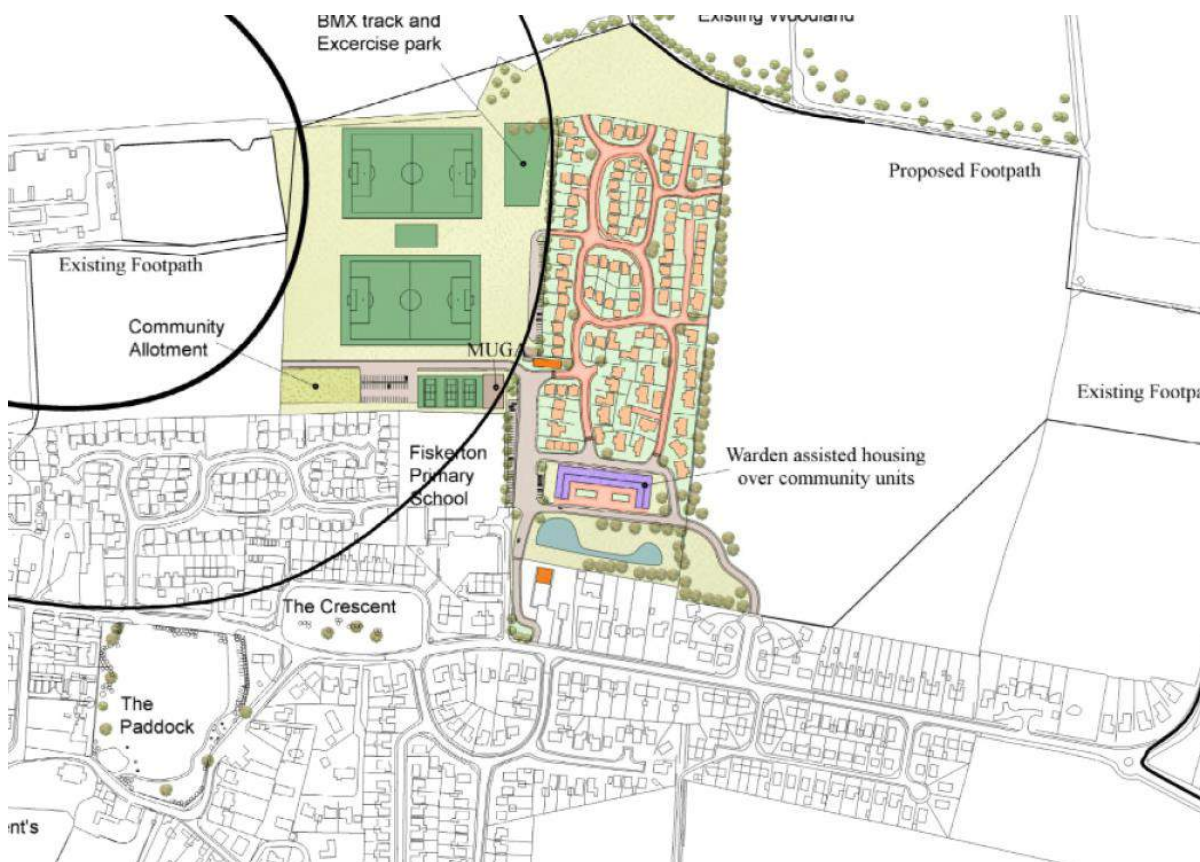 BMX track and
Excercise park
Existing Woodland
Proposed Footpath
Existing Footpath
Community
Allotment
MUGA
Existing Footpa
Fiskerton
Primary
School
Warden assisted housing
over community units
The Crescent
The
Paddock
nt's